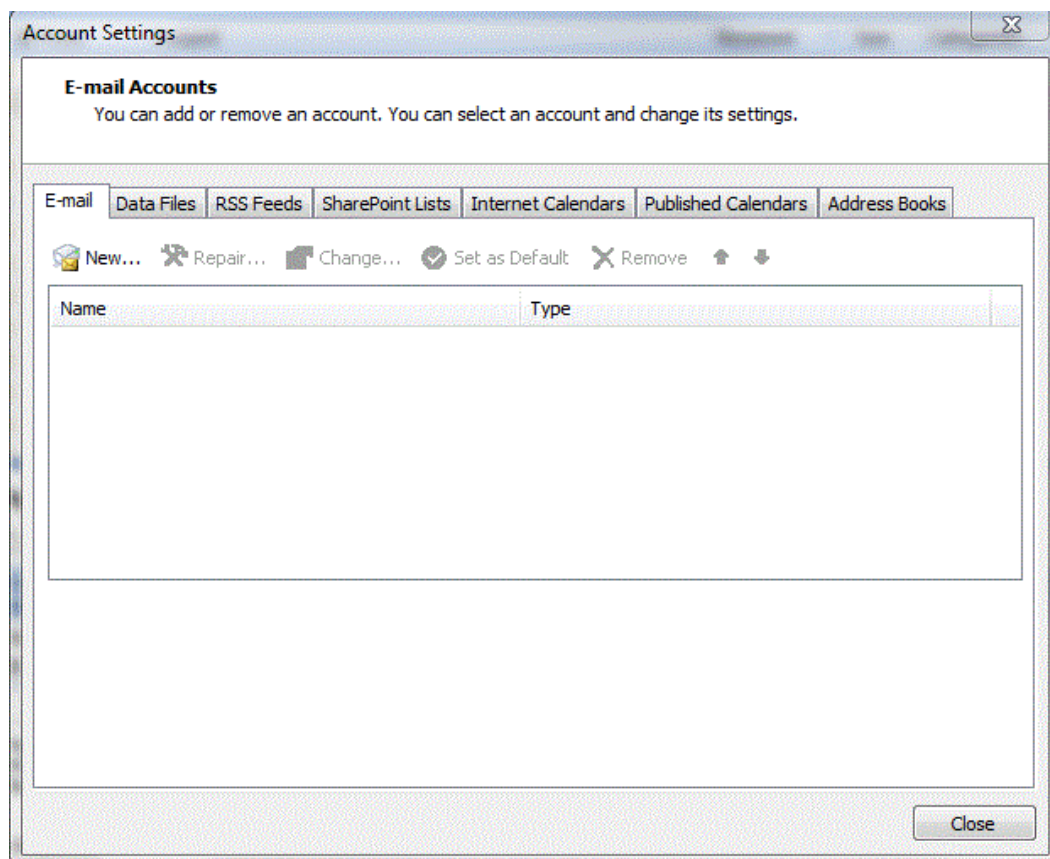 Account Settings
E-mail Accounts
You can add or remove an account. You can select an account and change its settings.
E-mail Data Files RSS Feeds SharePoint Lists Internet Calendars Published Calendars Address Books
New... Repair... Change... Set as Default Remove
Name Type
Close